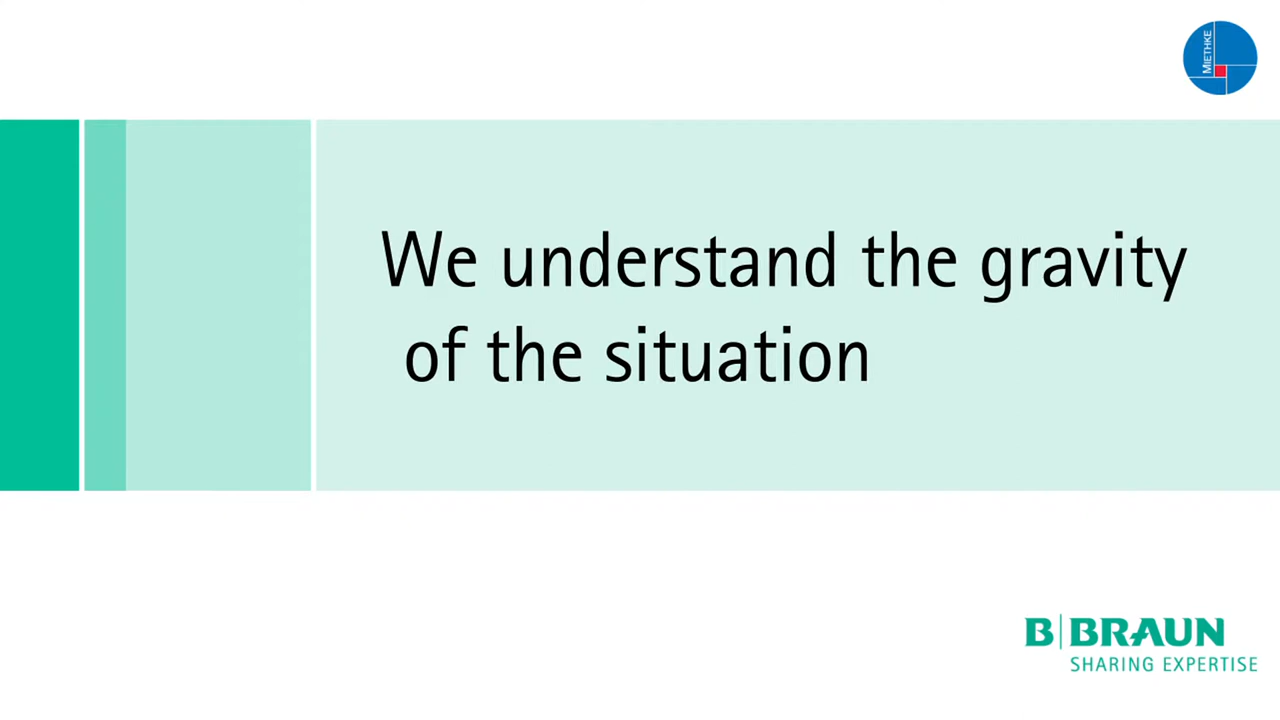 MIETHKE
We understand the gravity
of the situation
B|BRAUN
SHARING EXPERTISE